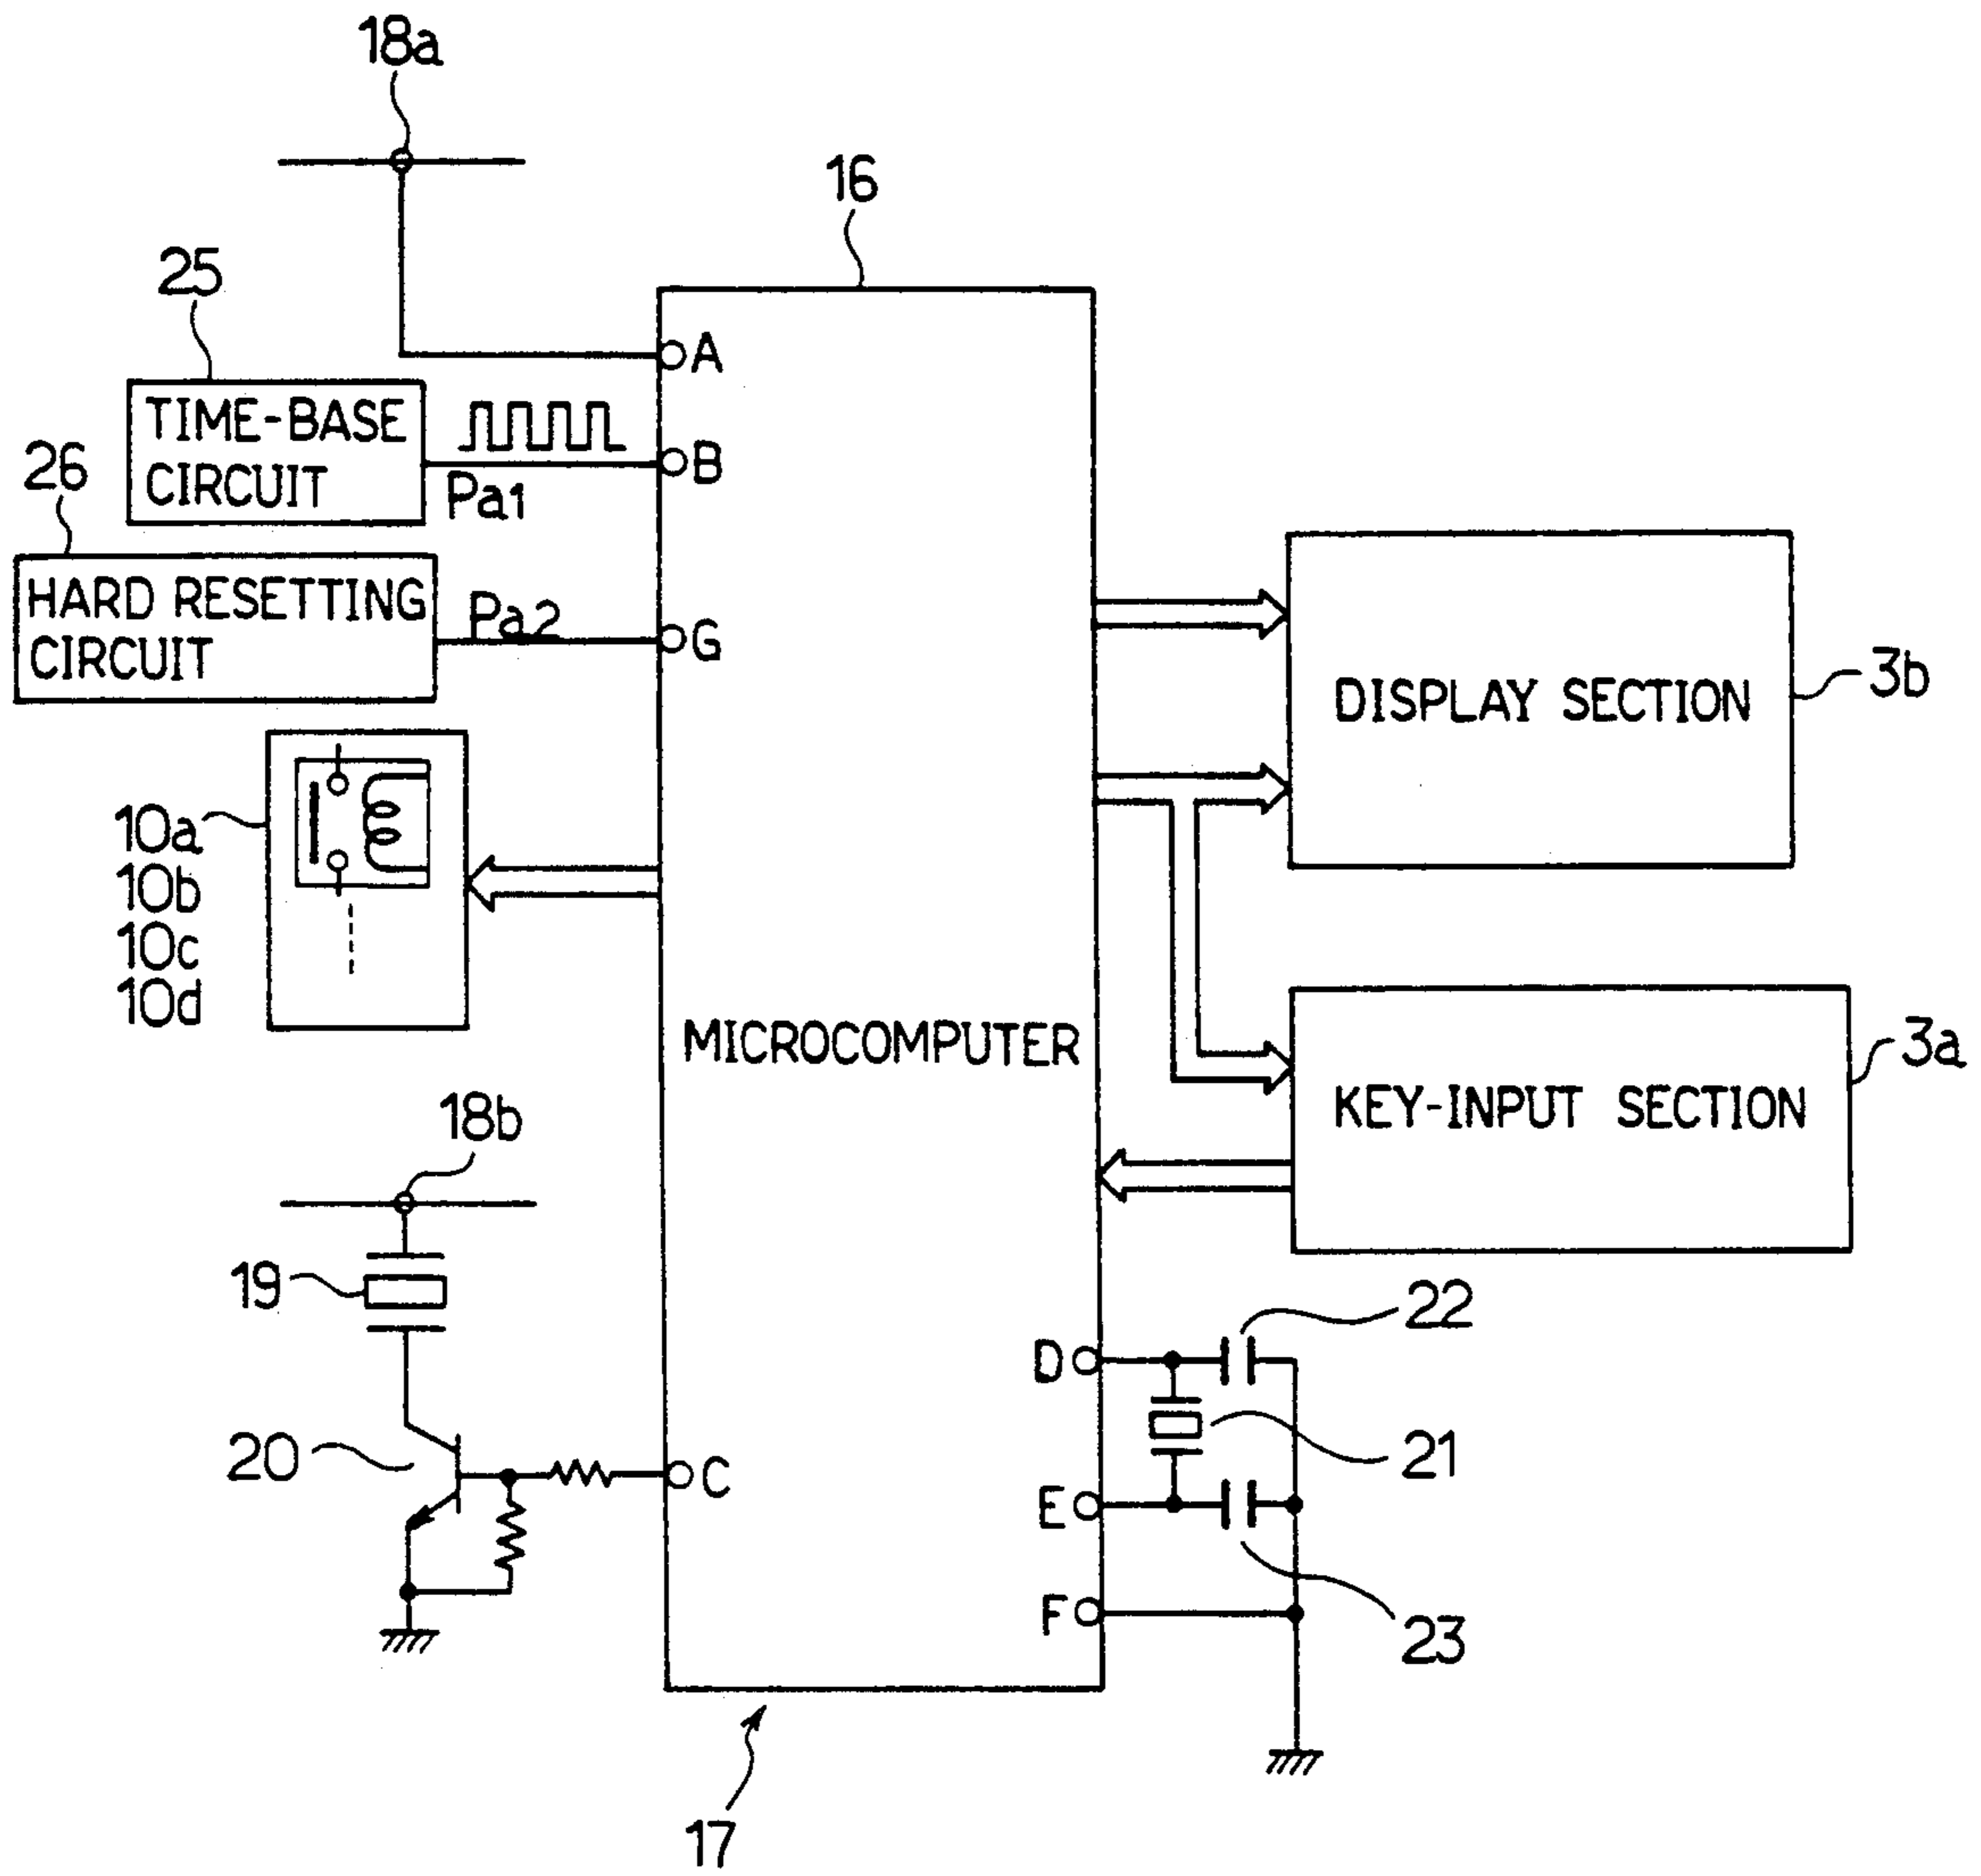 18a
16
25
A
TIME-BASE
CIRCUIT
B
Pa1
26
HARD RESETTING
CIRCUIT
Pa2
G
DISPLAY SECTION
3b
10a
10b
10c
10d
MICROCOMPUTER
3a
KEY-INPUT SECTION
18b
19
22
D
20
21
C
E
F
23
17